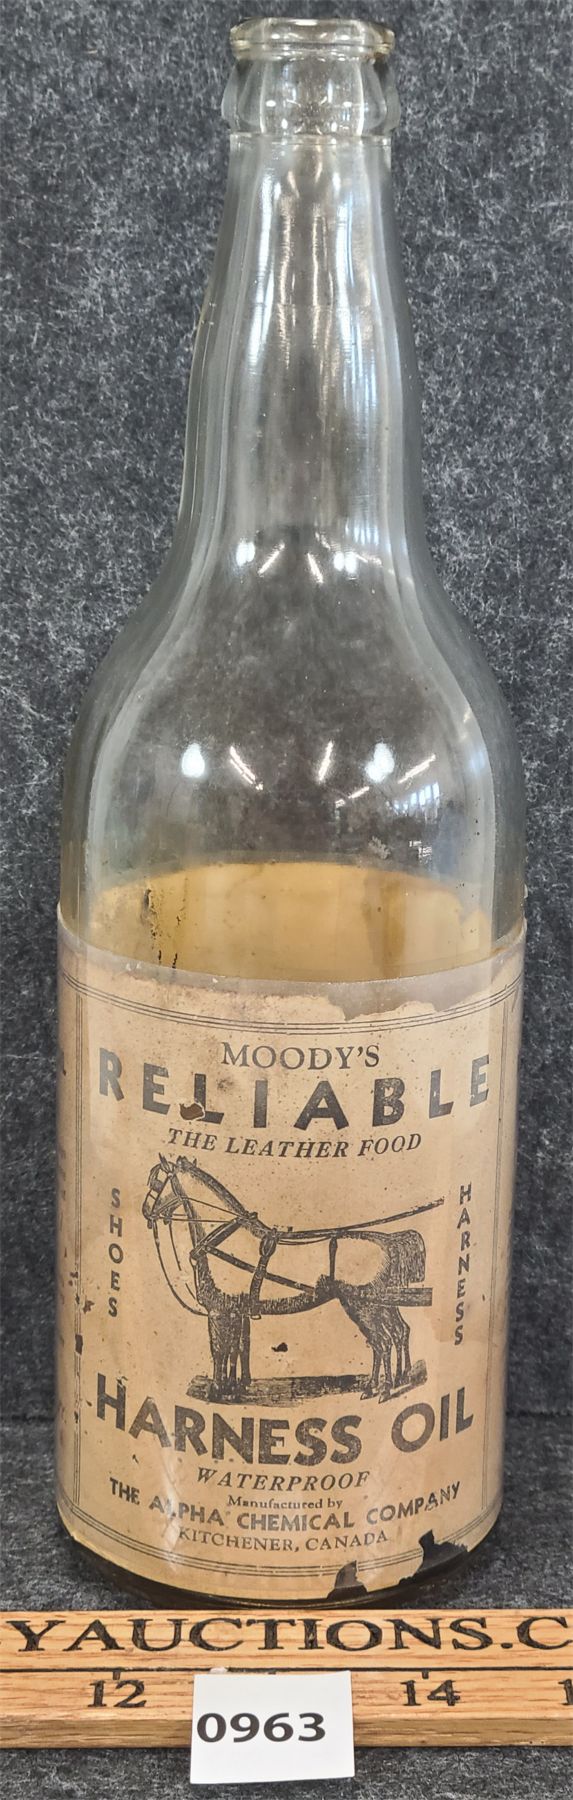 MOODY'S
RELIABLE
THE LEATHER FOOD
SHOES
HARNESS
HARNESS OIL
WATERPROOF
Manufactured by
THE ALPHA CHEMICAL COMPANY
KITCHENER, CANADA
YAUCTIONS.C
12 14
0963